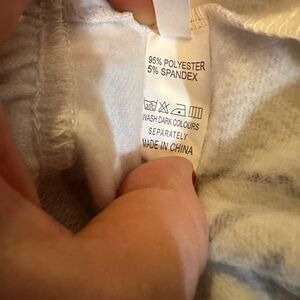 95% POLYESTER
5% SPANDEX
WASH DARK COLOURS
SEPARATELY
MADE IN CHINA